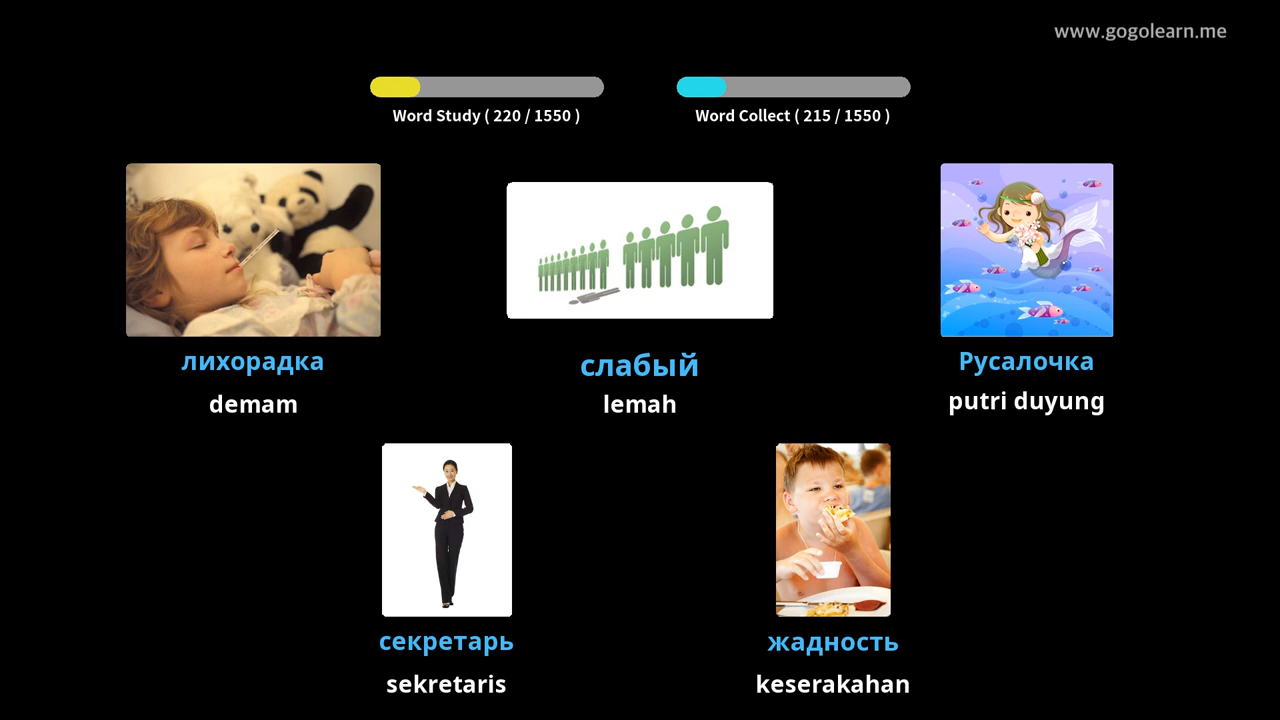 www.gogolearn.me
Word Study ( 220 / 1550 )
Word Collect ( 215 / 1550 )
лихорадка
demam
слабый
lemah
Русалочка
putri duyung
секретарь
sekretaris
жадность
keserakahan